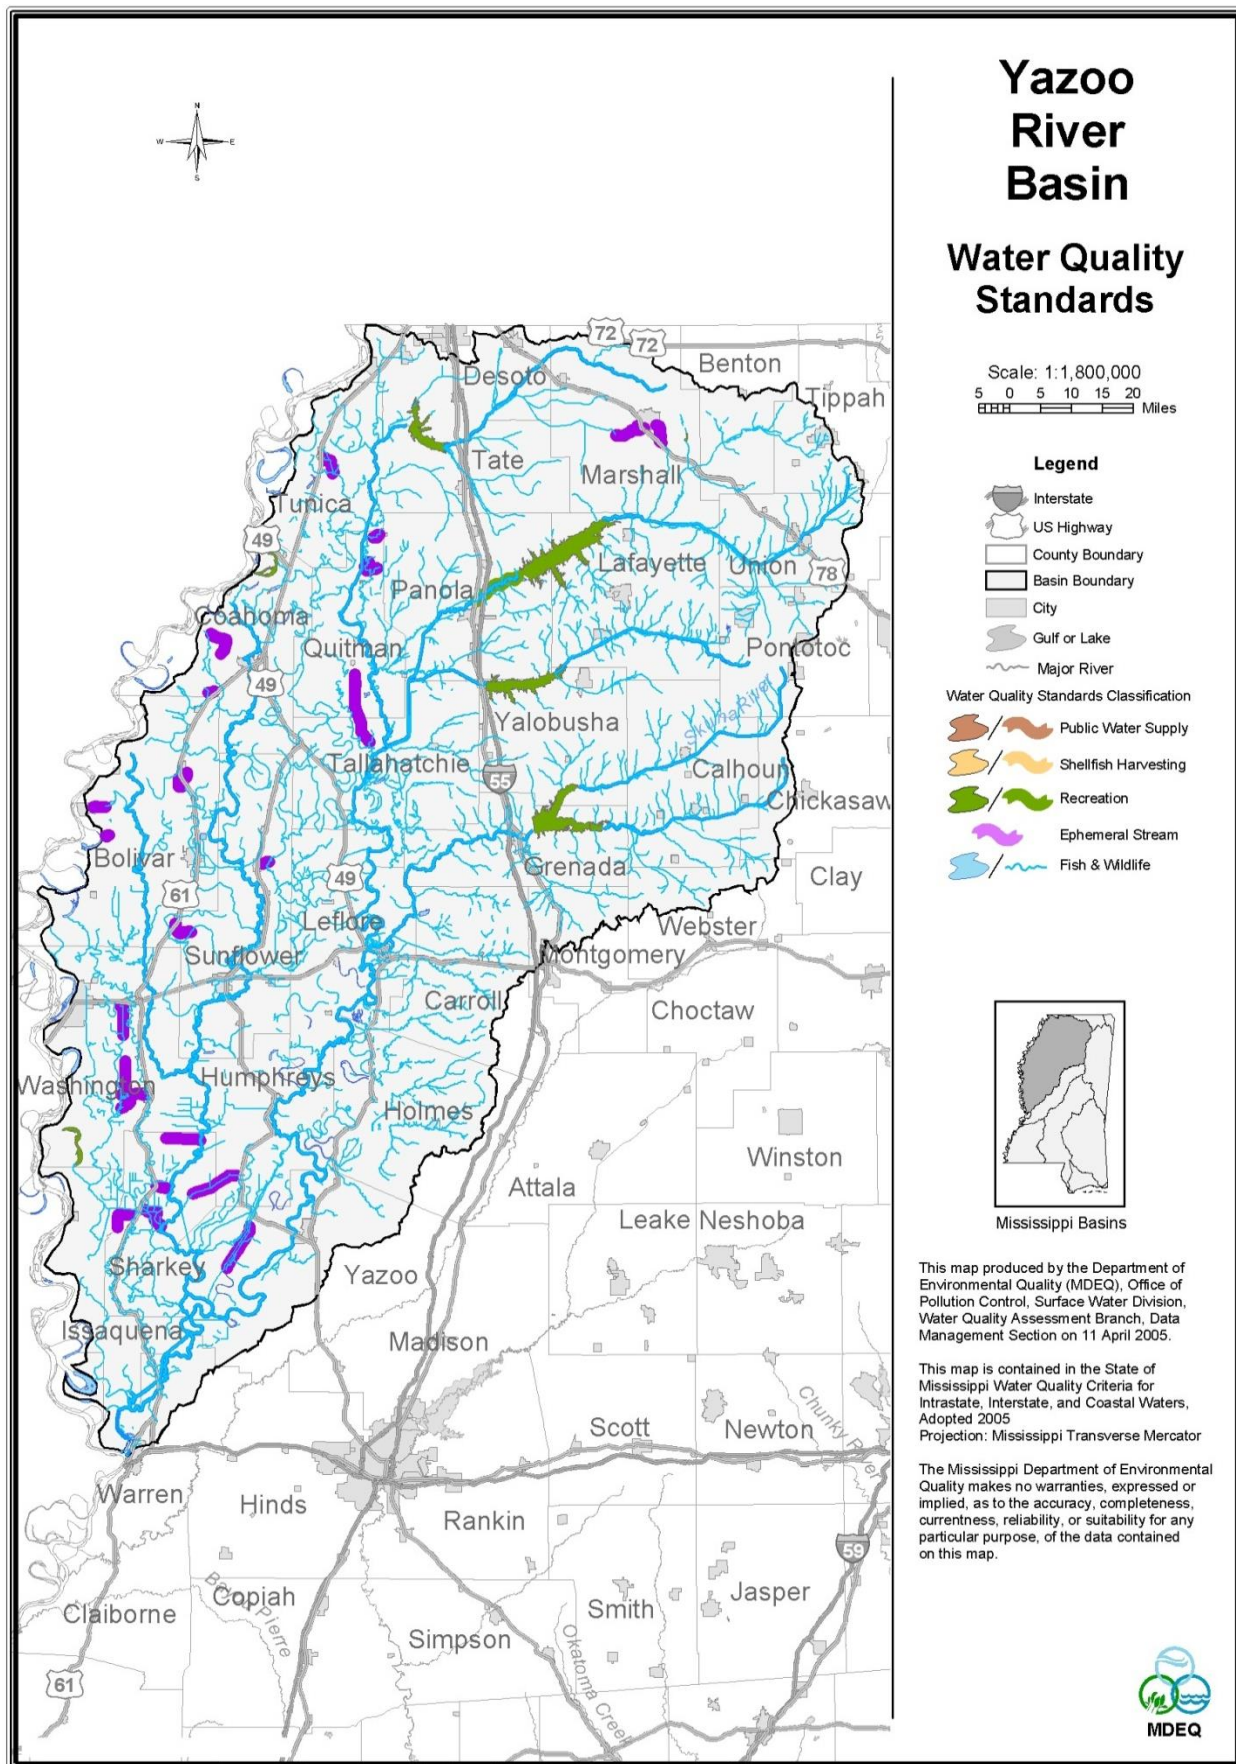 Yazoo
River
Basin
Water Quality
Standards
Scale: 1:1,800,000
5 0 5 10 15 20
Miles
Legend
Interstate
US Highway
County Boundary
Basin Boundary
City
Gulf or Lake
Major River
Water Quality Standards Classification
Public Water Supply
Shellfish Harvesting
Recreation
Ephemeral Stream
Fish & Wildlife
Mississippi Basins
This map produced by the Department of
Environmental Quality (MDEQ), Office of
Pollution Control, Surface Water Division,
Water Quality Assessment Branch, Data
Management Section on 11 April 2005.
This map is contained in the State of
Mississippi Water Quality Criteria for
Intrastate, Interstate, and Coastal Waters,
Adopted 2005
Projection: Mississippi Transverse Mercator
The Mississippi Department of Environmental
Quality makes no warranties, expressed or
implied, as to the accuracy, completeness,
currentness, reliability, or suitability for any
particular purpose, of the data contained
on this map.
MDEQ
N
W E
S
72
72
Benton
Desoto
Tippah
Tate
Marshall
Tunica
49
Lafayette
Union
78
Panola
Coahoma
Quitman
Pontotoc
49
Skuna River
Yalobusha
Tallahatchie
Calhoun
55
Chickasaw
Bolivar
Grenada
49
Clay
61
Leflore
Webster
Sunflower
Montgomery
Carroll
Choctaw
Washington
Humphreys
Holmes
Winston
Attala
Leake
Neshoba
Sharkey
Yazoo
Issaquena
Madison
Chunky River
Scott
Newton
Warren
Hinds
Rankin
59
Bayou Pierre
Copiah
Claiborne
Smith
Jasper
Simpson
Okatoma Creek
61